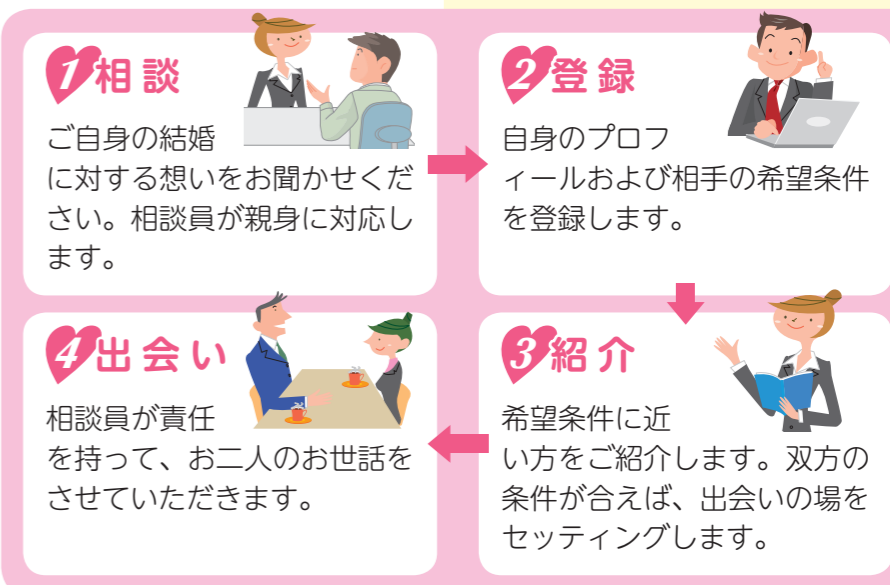 1相談
ご自身の結婚
に対する想いをお聞かせくだ
さい。相談員が親身に対応し
ます。
2登録
自身のプロフ
ィールおよび相手の希望条件
を登録します。
3紹介
希望条件に近
い方をご紹介します。双方の
条件が合えば、出会いの場を
セッティングします。
4出会い
相談員が責任
を持って、お二人のお世話を
させていただきます。